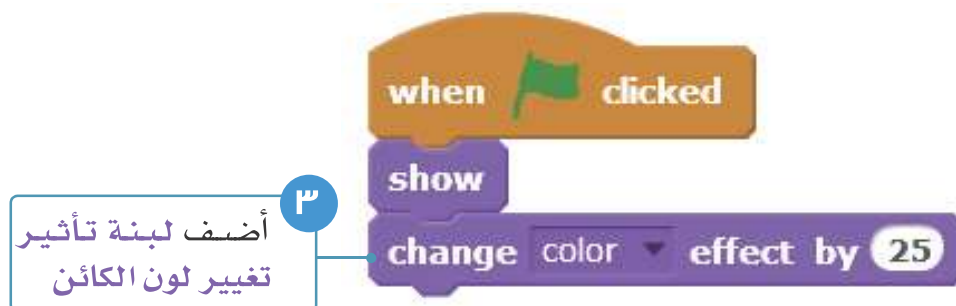 when clicked
show
change color effect by 25
٣
أضف لبنة تأثير
تغيير لون الكائن